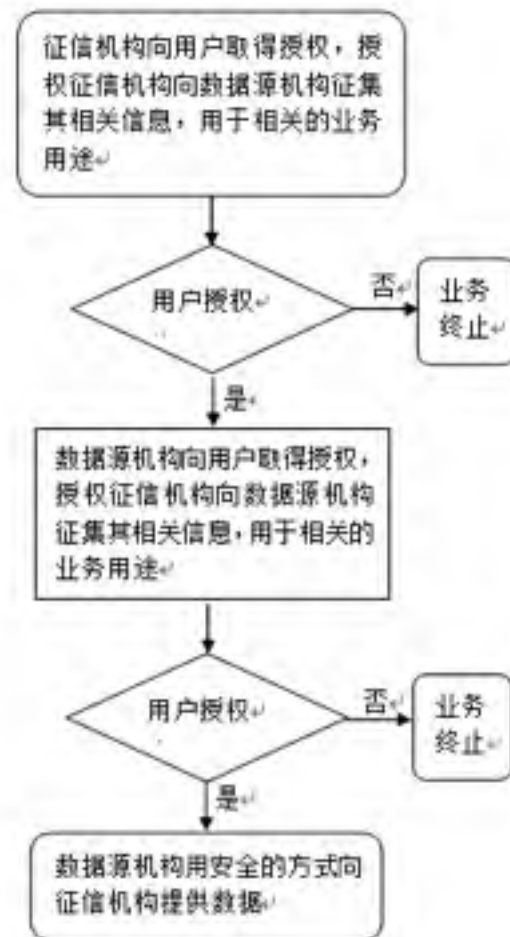 征信机构向用户取得授权，授
权征信机构向数据源机构征集
其相关信息，用于相关的业务
用途
用户授权
否
业务
终止
是
数据源机构向用户取得授权，
授权征信机构向数据源机构
征集其相关信息，用于相关的
业务用途
用户授权
否
业务
终止
是
数据源机构用安全的方式向
征信机构提供数据